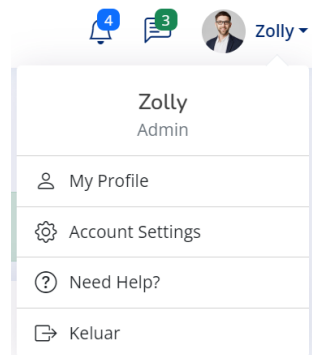 4
3
Zolly
Zolly
Admin
My Profile
Account Settings
Need Help?
Keluar